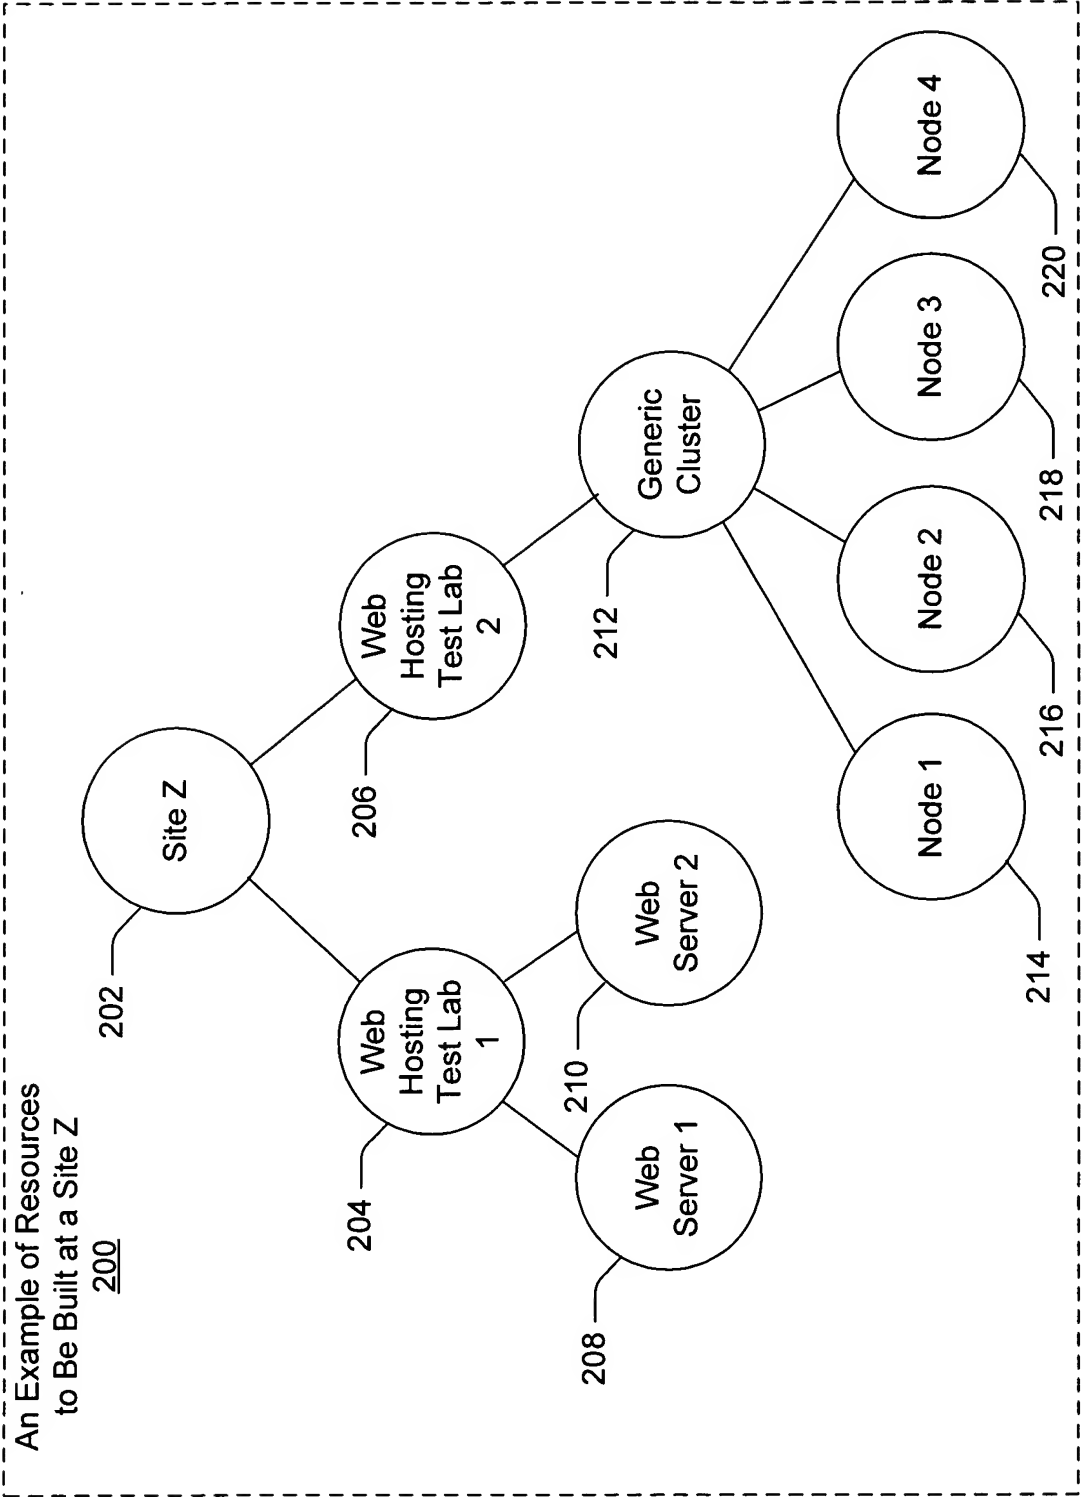 An Example of Resources
to Be Built at a Site Z
200
202
Site Z
204
Web
Hosting
Test Lab
1
206
Web
Hosting
Test Lab
2
208
Web
Server 1
210
Web
Server 2
212
Generic
Cluster
214
Node 1
216
Node 2
218
Node 3
220
Node 4